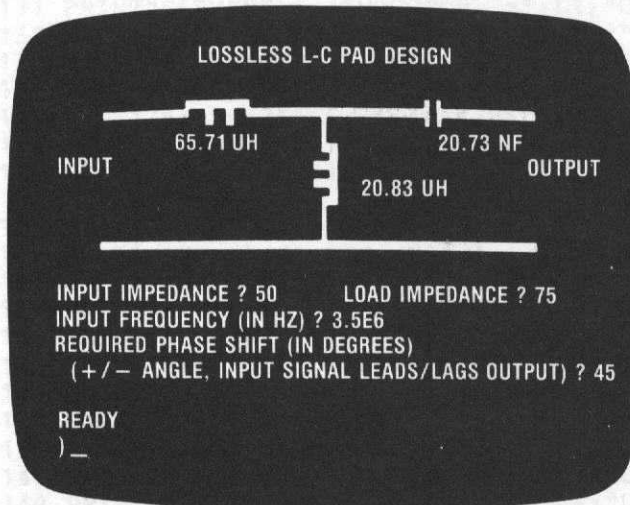 LOSSLESS L-C PAD DESIGN
65.71 UH
20.73 NF
INPUT
OUTPUT
20.83 UH
INPUT IMPEDANCE ? 50 LOAD IMPEDANCE ? 75
INPUT FREQUENCY (IN HZ) ? 3.5E6
REQUIRED PHASE SHIFT (IN DEGREES)
(+/− ANGLE, INPUT SIGNAL LEADS/LAGS OUTPUT) ? 45
READY
)_